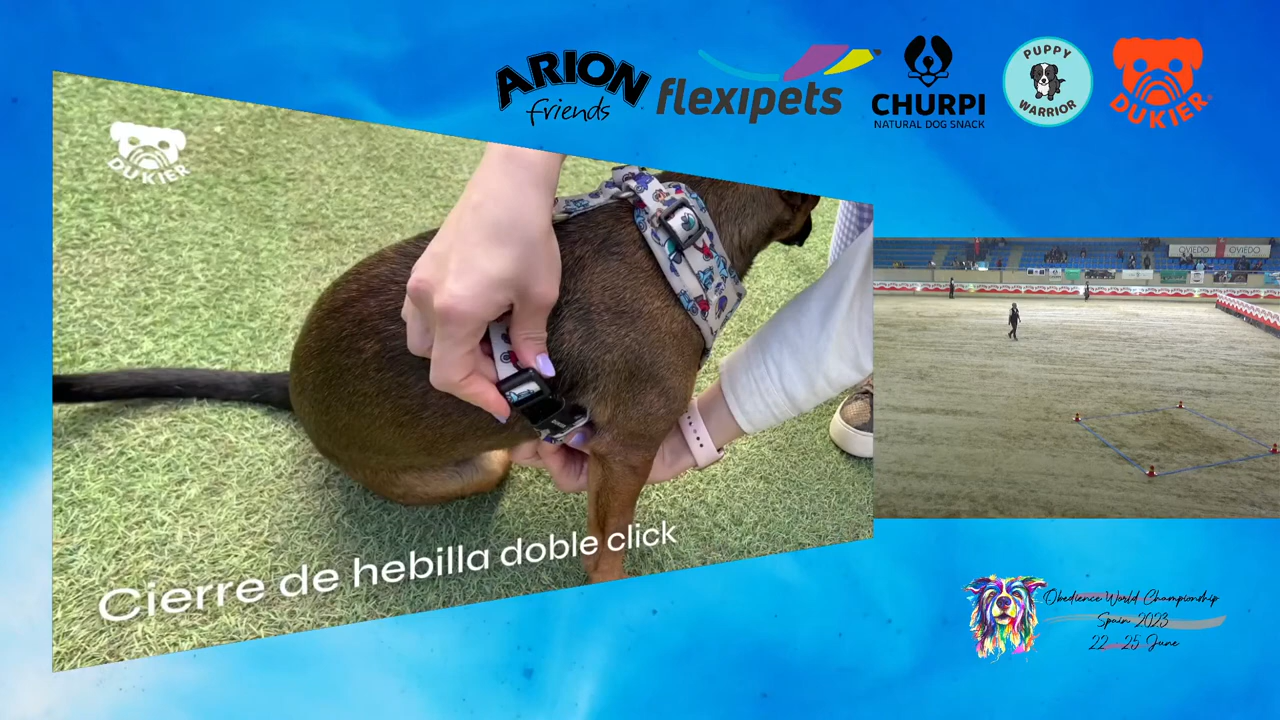 ARION
friends
flexipets
CHURPI
NATURAL DOG SNACK
PUPPY
WARRIOR
DUKIER
DUKIER
OVIEDO
OVIEDO
Cierre de hebilla doble click
Obedience World Championship
Spain 2023
22 - 25 June